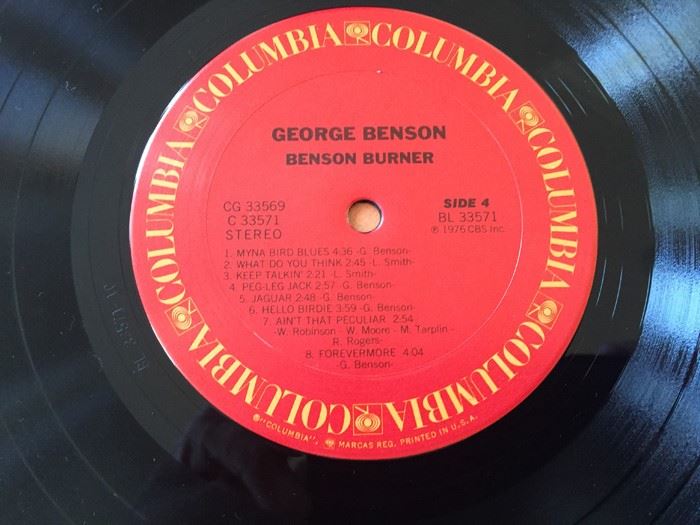 COLUMBIA COLUMBIA COLUMBIA COLUMBIA COLUMBIA COLUMBIA
GEORGE BENSON
BENSON BURNER
CG 33569
C 33571
STEREO
SIDE 4
BL 33571
℗ 1976 CBS Inc.
1. MYNA BIRD BLUES 4:36 -G. Benson-
2. WHAT DO YOU THINK 2:45 -L. Smith-
3. KEEP TALKIN' 2:21 -L. Smith-
4. PEG-LEG JACK 2:57 -G. Benson-
5. JAGUAR 2:48 -G. Benson-
6. HELLO BIRDIE 3:59 -G. Benson-
7. AIN'T THAT PECULIAR 2:54
-W. Robinson - W. Moore - M. Tarplin -
R. Rogers-
8. FOREVERMORE 4:04
-G. Benson-
®"COLUMBIA", MARCAS REG. PRINTED IN U.S.A.